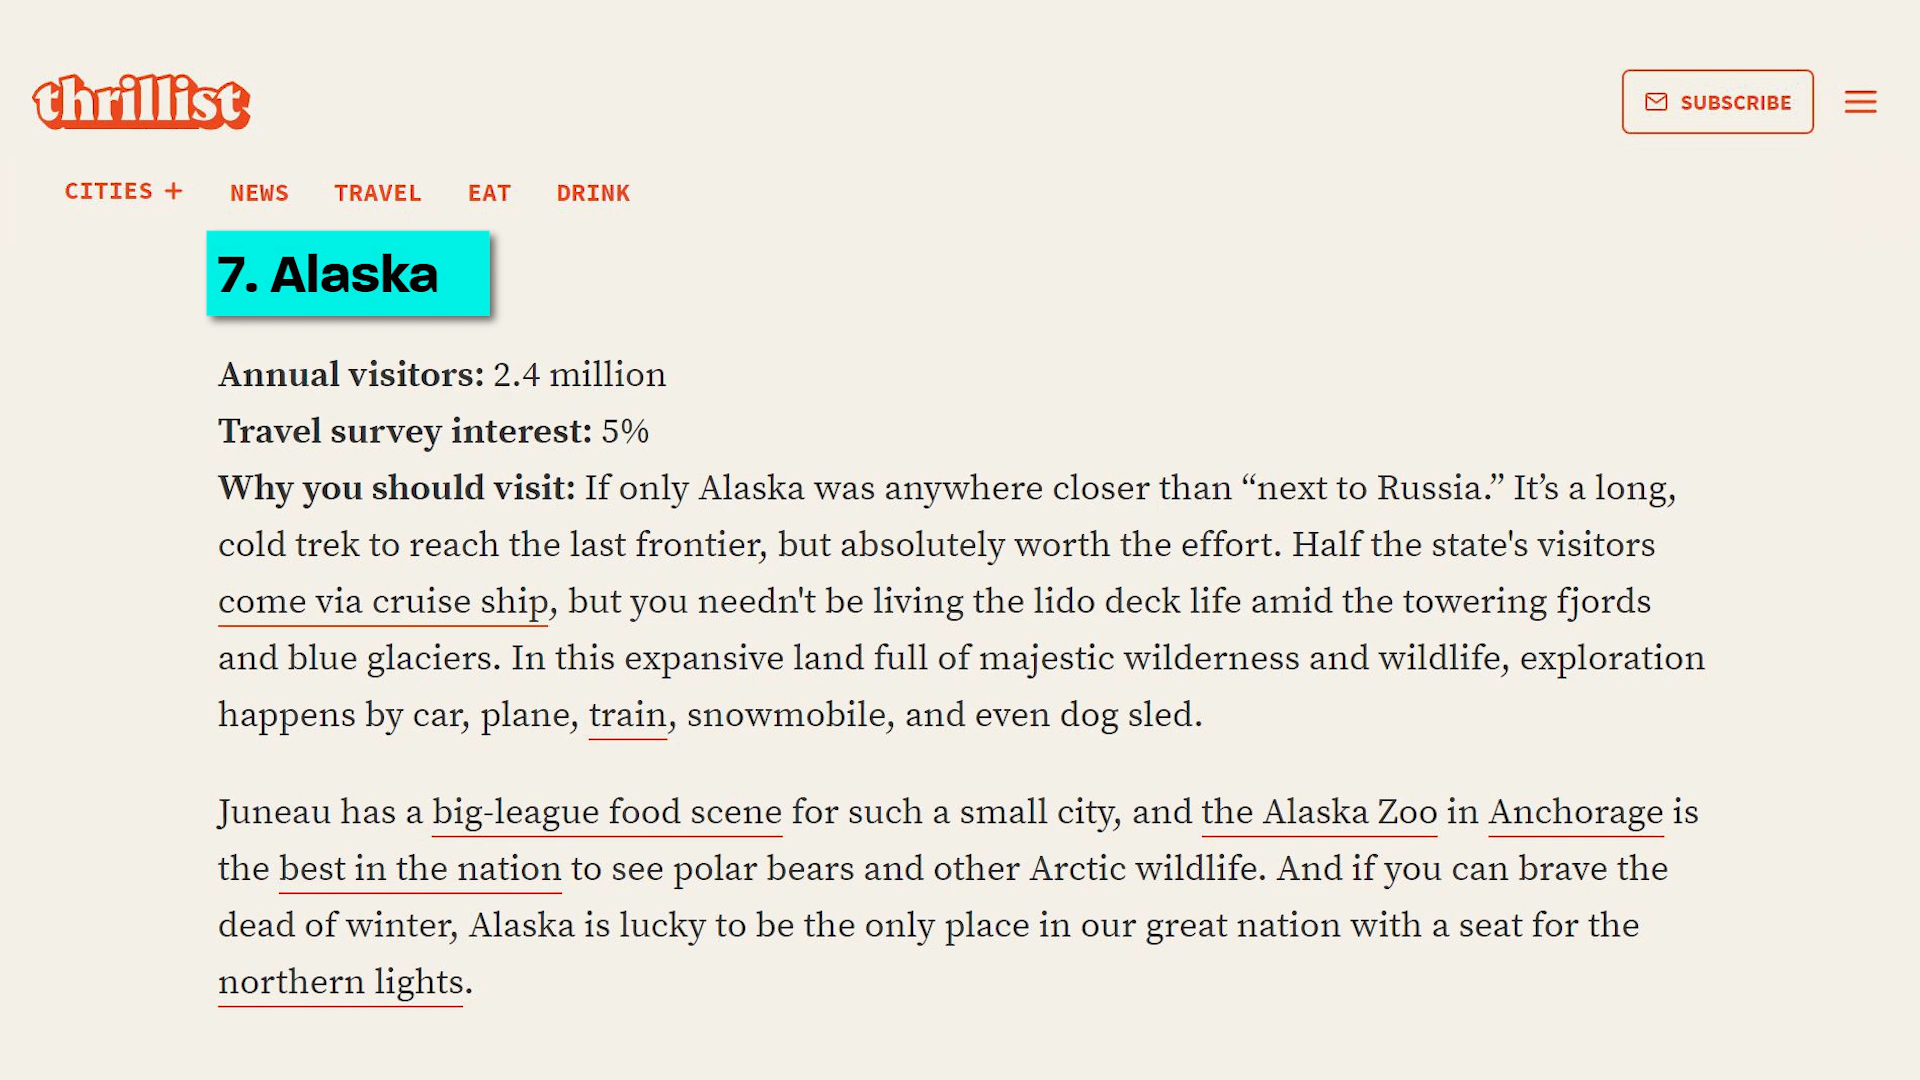 thrillist
SUBSCRIBE
CITIES +
NEWS
TRAVEL
EAT
DRINK
7. Alaska
Annual visitors: 2.4 million
Travel survey interest: 5%
Why you should visit: If only Alaska was anywhere closer than “next to Russia.” It’s a long,
cold trek to reach the last frontier, but absolutely worth the effort. Half the state's visitors
come via cruise ship, but you needn't be living the lido deck life amid the towering fjords
and blue glaciers. In this expansive land full of majestic wilderness and wildlife, exploration
happens by car, plane, train, snowmobile, and even dog sled.
Juneau has a big-league food scene for such a small city, and the Alaska Zoo in Anchorage is
the best in the nation to see polar bears and other Arctic wildlife. And if you can brave the
dead of winter, Alaska is lucky to be the only place in our great nation with a seat for the
northern lights.